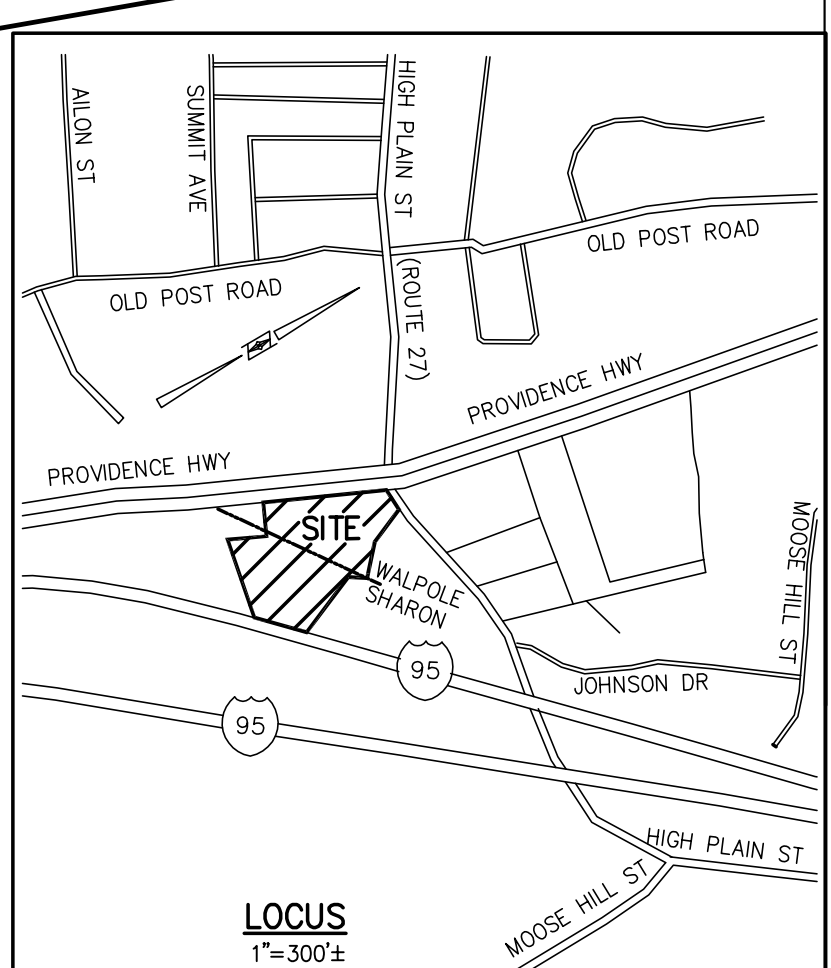 AILON ST
SUMMIT AVE
HIGH PLAIN ST
(ROUTE 27)
OLD POST ROAD
OLD POST ROAD
PROVIDENCE HWY
PROVIDENCE HWY
SITE
WALPOLE
SHARON
MOOSE HILL ST
JOHNSON DR
95
95
HIGH PLAIN ST
MOOSE HILL ST
LOCUS
1"=300'±